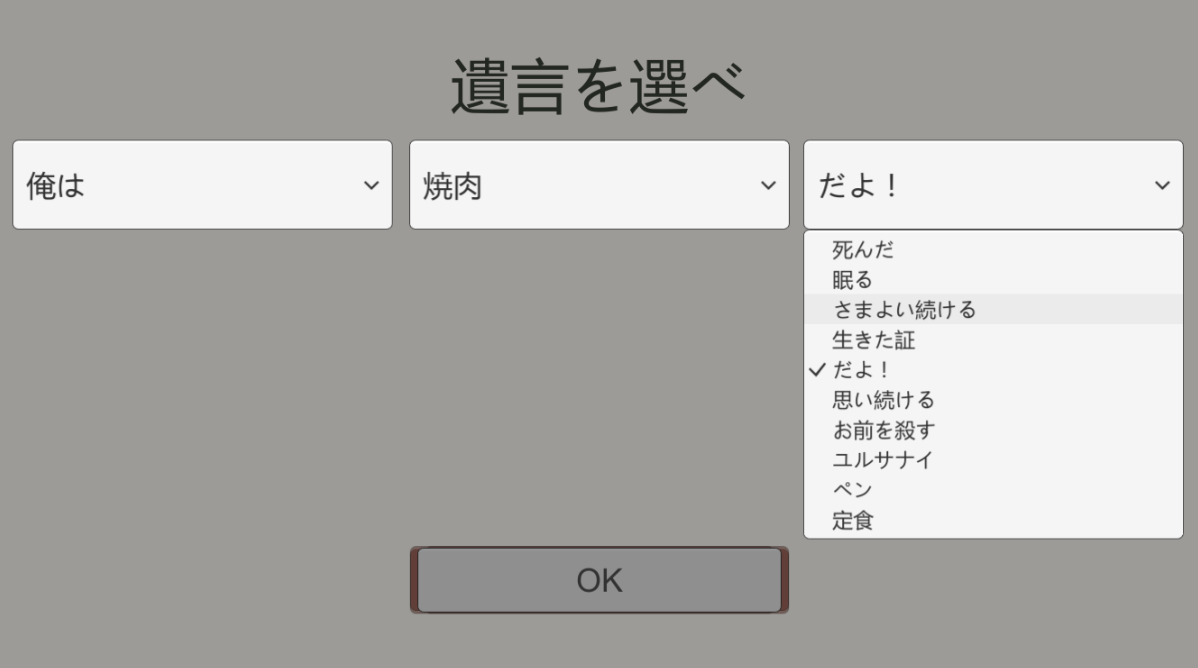 遺言を選べ
俺は
焼肉
だよ！
死んだ
眠る
さまよい続ける
生きた証
だよ！
思い続ける
お前を殺す
ユルサナイ
ペン
定食
OK